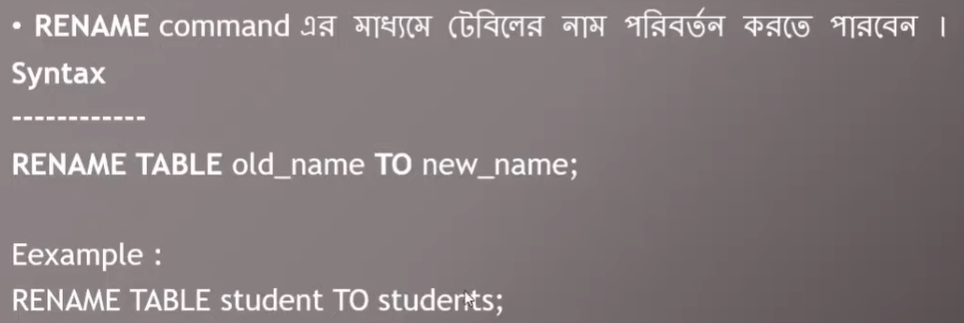 • RENAME command এর মাধ্যমে টেবিলের নাম পরিবর্তন করতে পারবেন ।
Syntax
------------
RENAME TABLE old_name TO new_name;
Eexample :
RENAME TABLE student TO students;